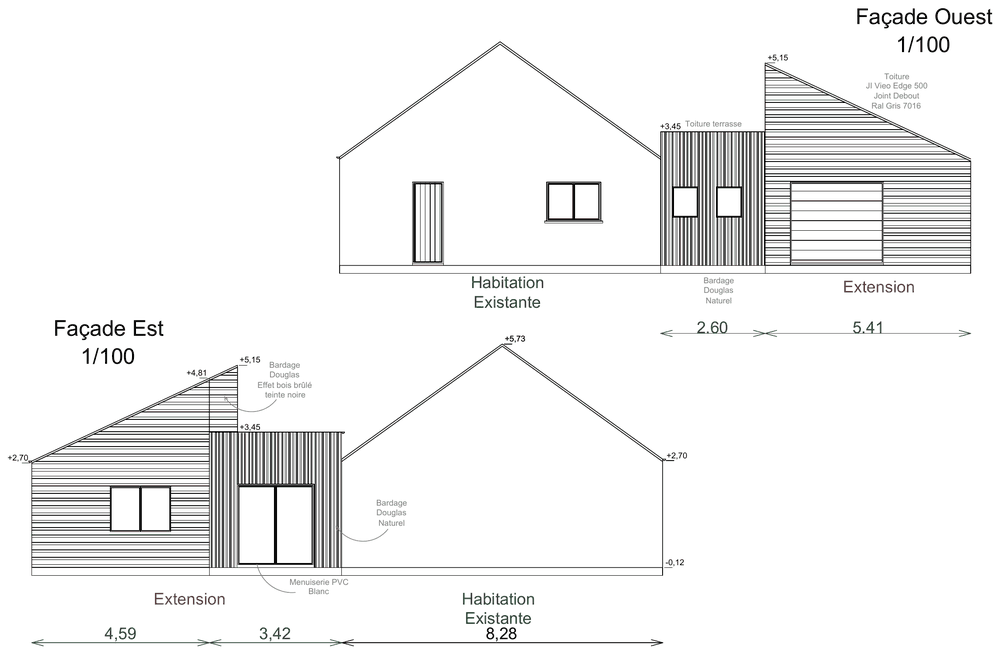 Façade Ouest
1/100
+5,15
Toiture
JI Vieo Edge 500
Joint Debout
Ral Gris 7016
+3,45
Toiture terrasse
Habitation
Existante
Bardage
Douglas
Naturel
Extension
2.60
5.41
Façade Est
1/100
+5,73
+5,15
+4,81
Bardage
Douglas
Effet bois brûlé
teinte noire
+3,45
+2,70
+2,70
Bardage
Douglas
Naturel
-0,12
Menuiserie PVC
Blanc
Extension
Habitation
Existante
4,59
3,42
8,28